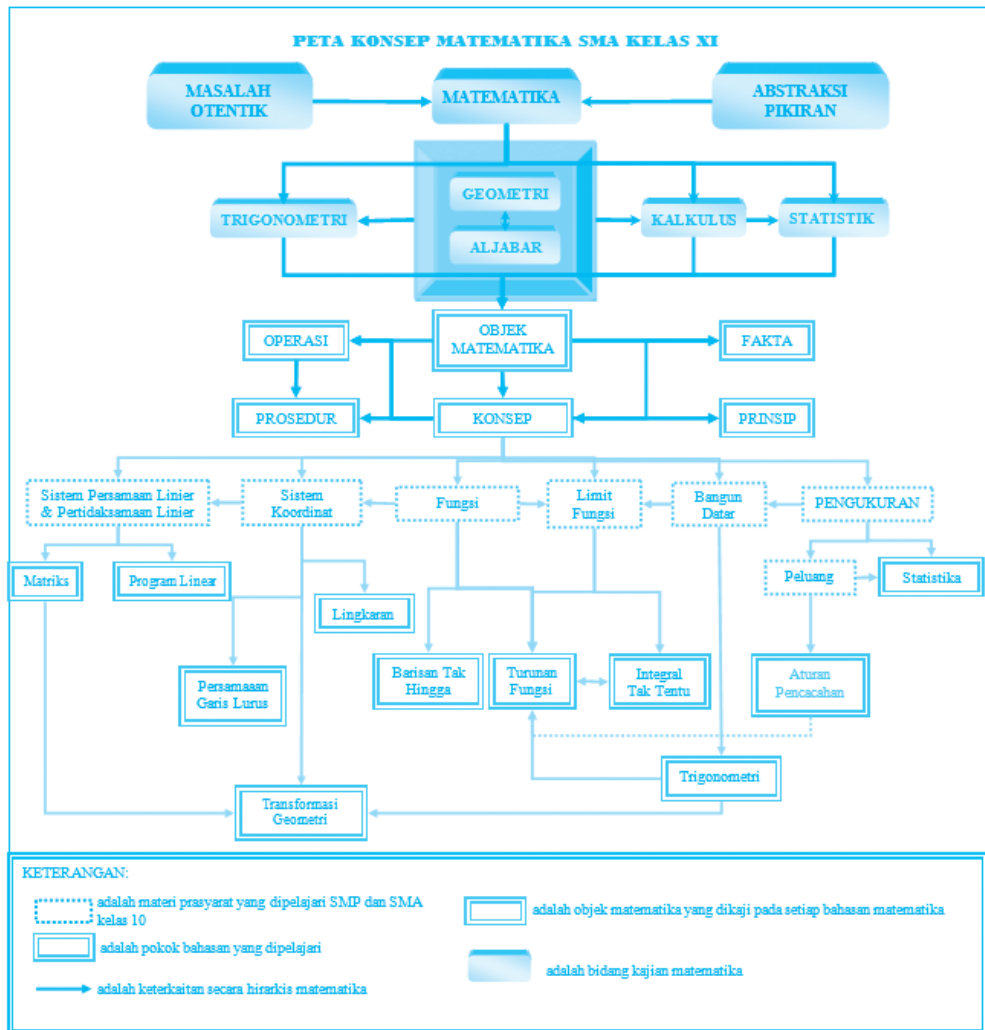 PETA KONSEP MATEMATIKA SMA KELAS XI
MASALAH
OTENTIK
MATEMATIKA
ABSTRAKSI
PIKIRAN
GEOMETRI
TRIGONOMETRI
KALKULUS
STATISTIK
ALJABAR
OPERASI
OBJEK
MATEMATIKA
FAKTA
PROSEDUR
KONSEP
PRINSIP
Sistem Persamaan Linier
& Pertidaksamaan Linier
Sistem
Koordinat
Fungsi
Limit
Fungsi
Bangun
Datar
PENGUKURAN
Matriks
Program Linear
Peluang
Statistika
Lingkaran
Persamaaan
Garis Lurus
Barisan Tak
Hingga
Turunan
Fungsi
Integral
Tak Tentu
Aturan
Pencacahan
Trigonometri
Transformasi
Geometri
KETERANGAN:
adalah materi prasyarat yang dipelajari SMP dan SMA
kelas 10
adalah objek matematika yang dikaji pada setiap bahasan matematika
adalah pokok bahasan yang dipelajari
adalah bidang kajian matematika
adalah keterkaitan secara hirarkis matematika